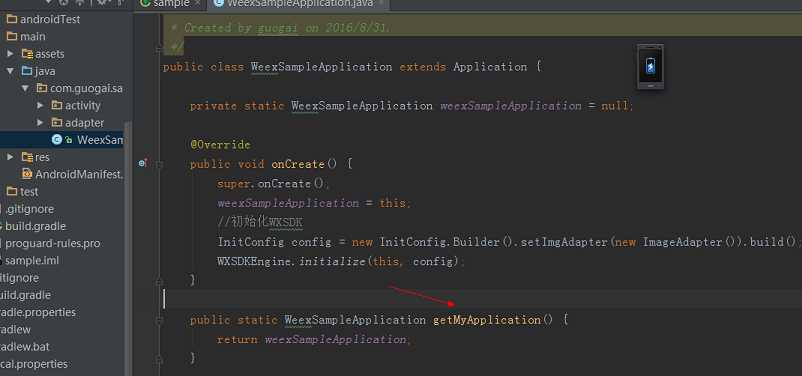 sample
WeexSampleApplication.java
androidTest
main
assets
java
com.guogai.sa
activity
adapter
WeexSam
res
AndroidManifest.
test
.gitignore
build.gradle
proguard-rules.pro
sample.iml
itignore
uild.gradle
radle.properties
radlew
radlew.bat
cal.properties
* Created by guogai on 2016/8/31.
*/
public class WeexSampleApplication extends Application {
private static WeexSampleApplication weexSampleApplication = null;
@Override
public void onCreate() {
super.onCreate();
weexSampleApplication = this;
//初始化WXSDK
InitConfig config = new InitConfig.Builder().setImgAdapter(new ImageAdapter()).build();
WXSDKEngine.initialize(this, config);
}
public static WeexSampleApplication getMyApplication() {
return weexSampleApplication;
}